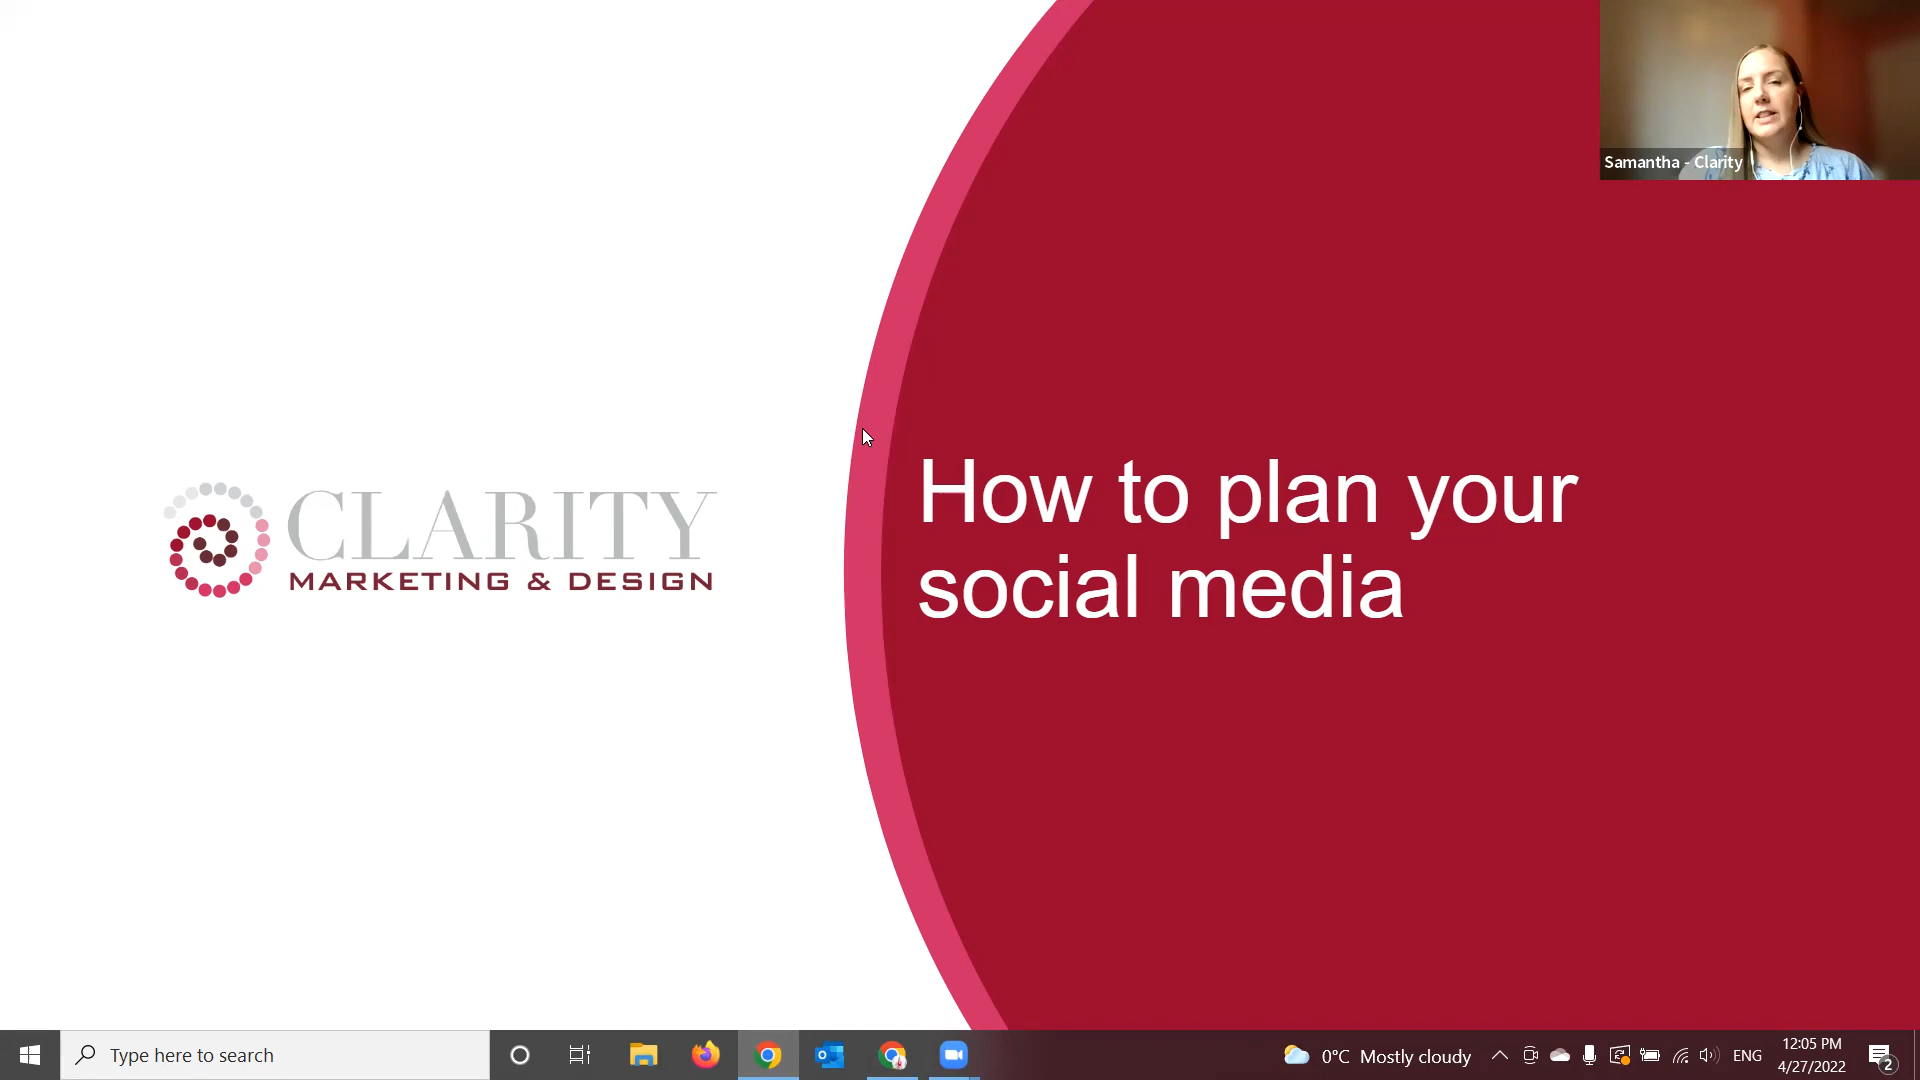 Samantha - Clarity
CLARITY
MARKETING & DESIGN
How to plan your
social media
Type here to search
0°C Mostly cloudy
ENG
12:05 PM
4/27/2022
2